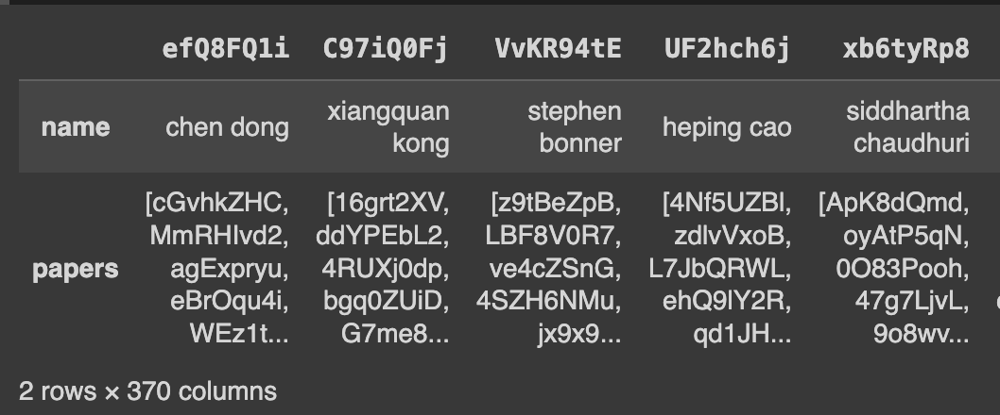 efQ8FQ1i C97iQ0Fj VvKR94tE UF2hch6j xb6tyRp8
name chen dong xiangquan kong stephen bonner heping cao siddhartha chaudhuri
papers [cGvhkZHC, MmRHIvd2, agExpryu, eBrOqu4i, WEz1t... [16grt2XV, ddYPEbL2, 4RUXj0dp, bgq0ZUiD, G7me8... [z9tBeZpB, LBF8V0R7, ve4cZSnG, 4SZH6NMu, jx9x9... [4Nf5UZBI, zdlvVxoB, L7JbQRWL, ehQ9IY2R, qd1JH... [ApK8dQmd, oyAtP5qN, 0O83Pooh, 47g7LjvL, 9o8wv...
2 rows × 370 columns